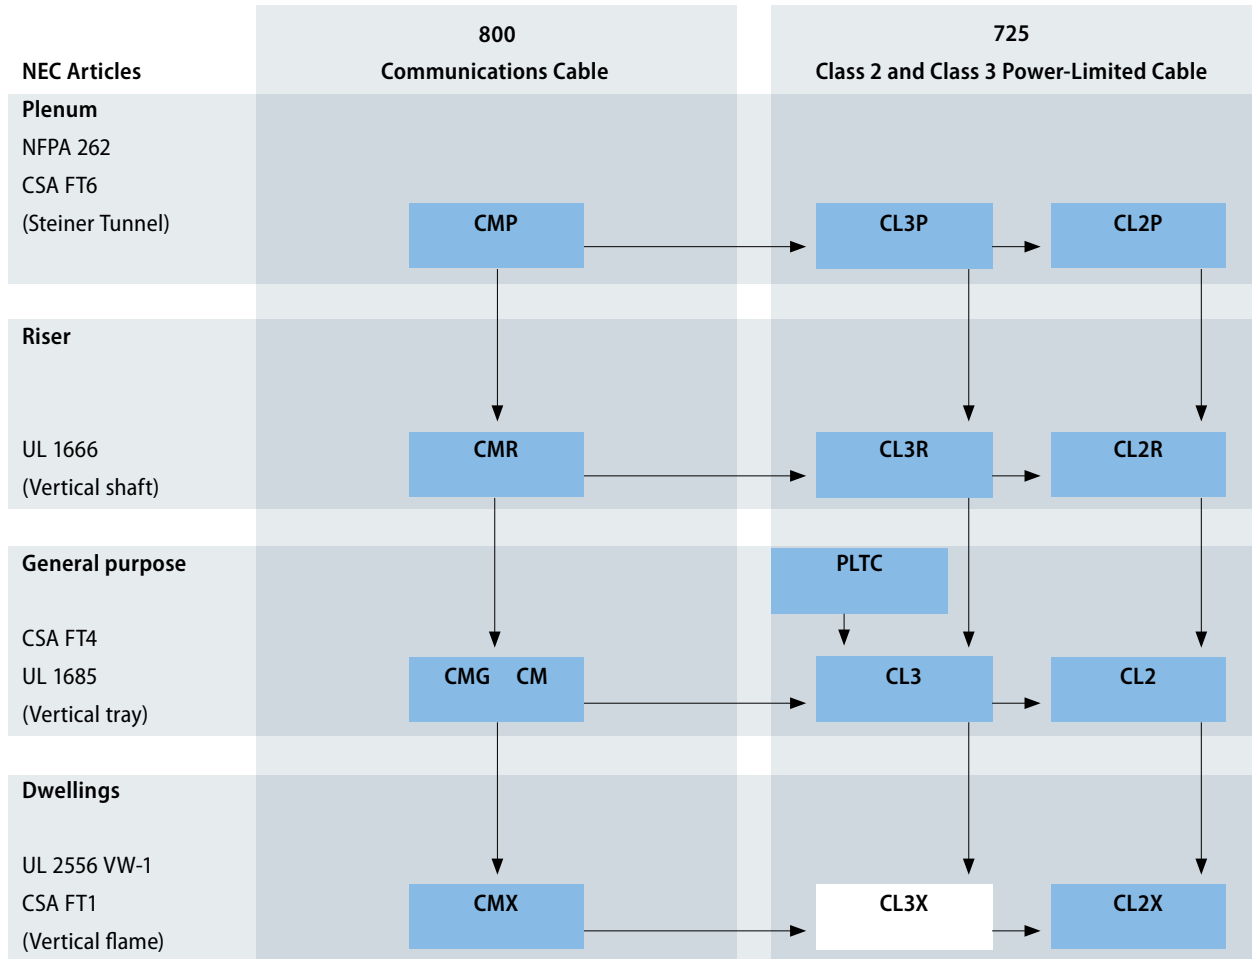 800
725
NEC Articles
Communications Cable
Class 2 and Class 3 Power-Limited Cable
Plenum
NFPA 262
CSA FT6
(Steiner Tunnel)
CMP
CL3P
CL2P
Riser
UL 1666
(Vertical shaft)
CMR
CL3R
CL2R
General purpose
PLTC
CSA FT4
UL 1685
(Vertical tray)
CMG CM
CL3
CL2
Dwellings
UL 2556 VW-1
CSA FT1
(Vertical flame)
CMX
CL3X
CL2X